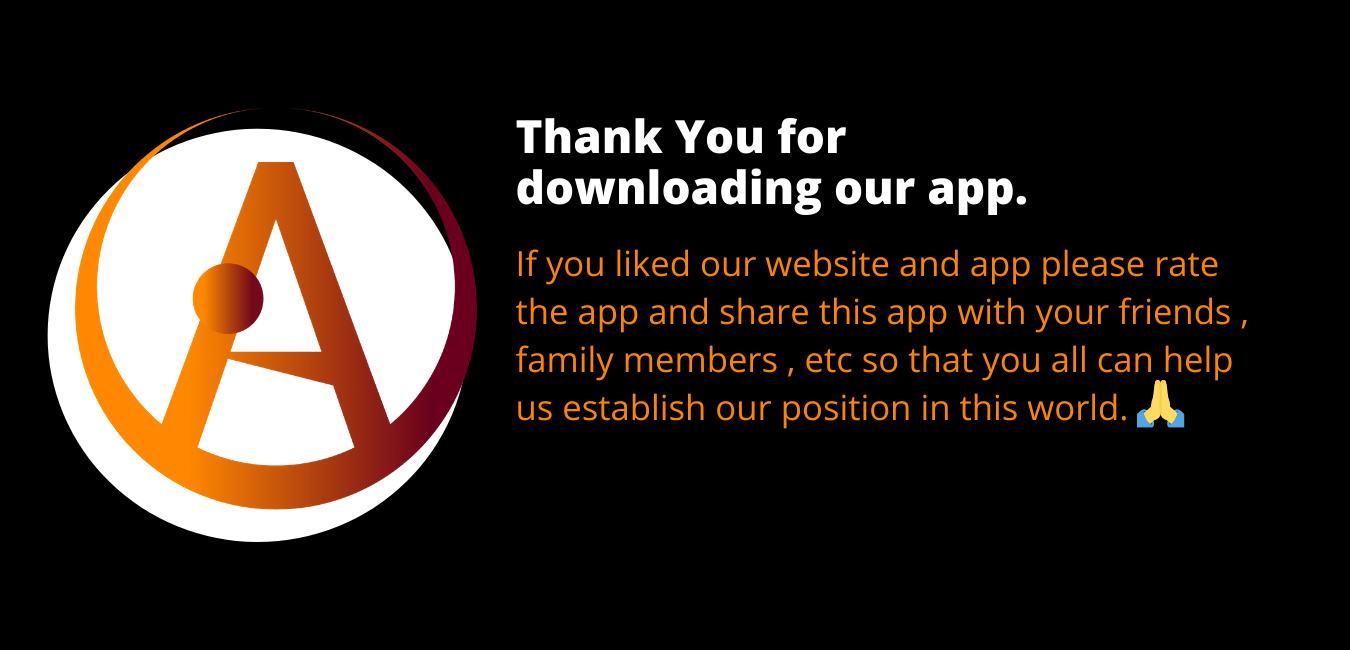 Thank You for
downloading our app.
If you liked our website and app please rate
the app and share this app with your friends ,
family members , etc so that you all can help
us establish our position in this world. 🙏
A